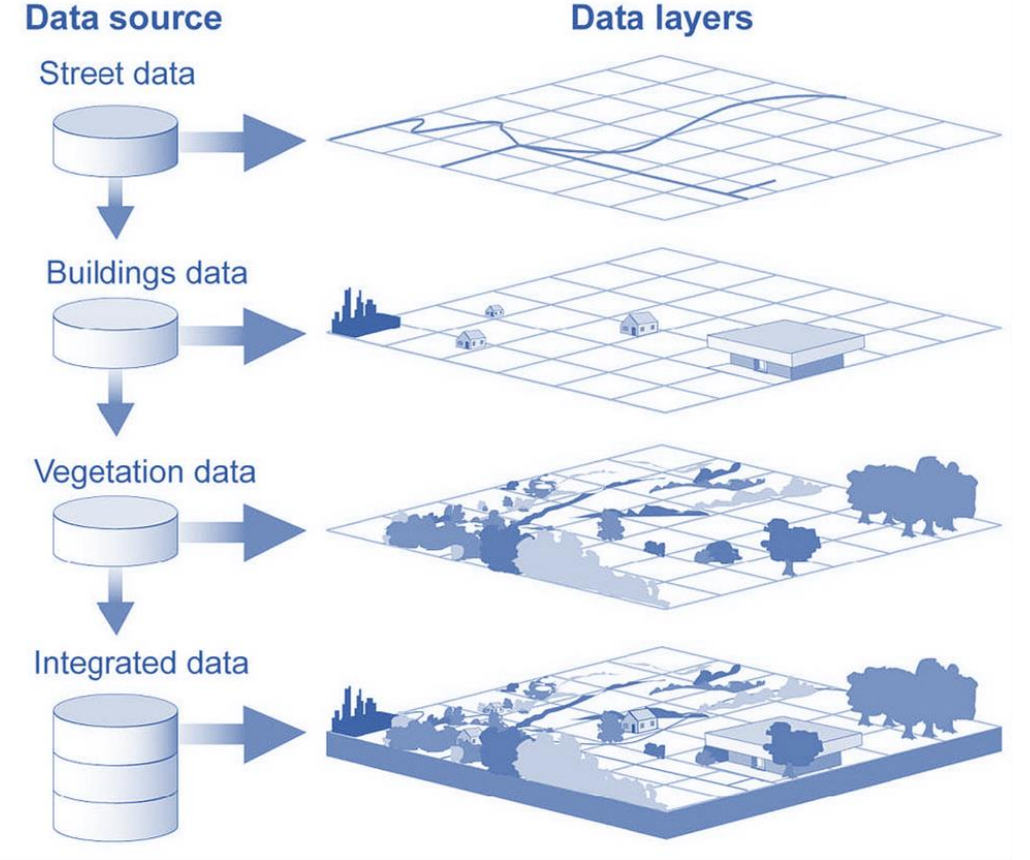 Data source
Data layers
Street data
Buildings data
Vegetation data
Integrated data